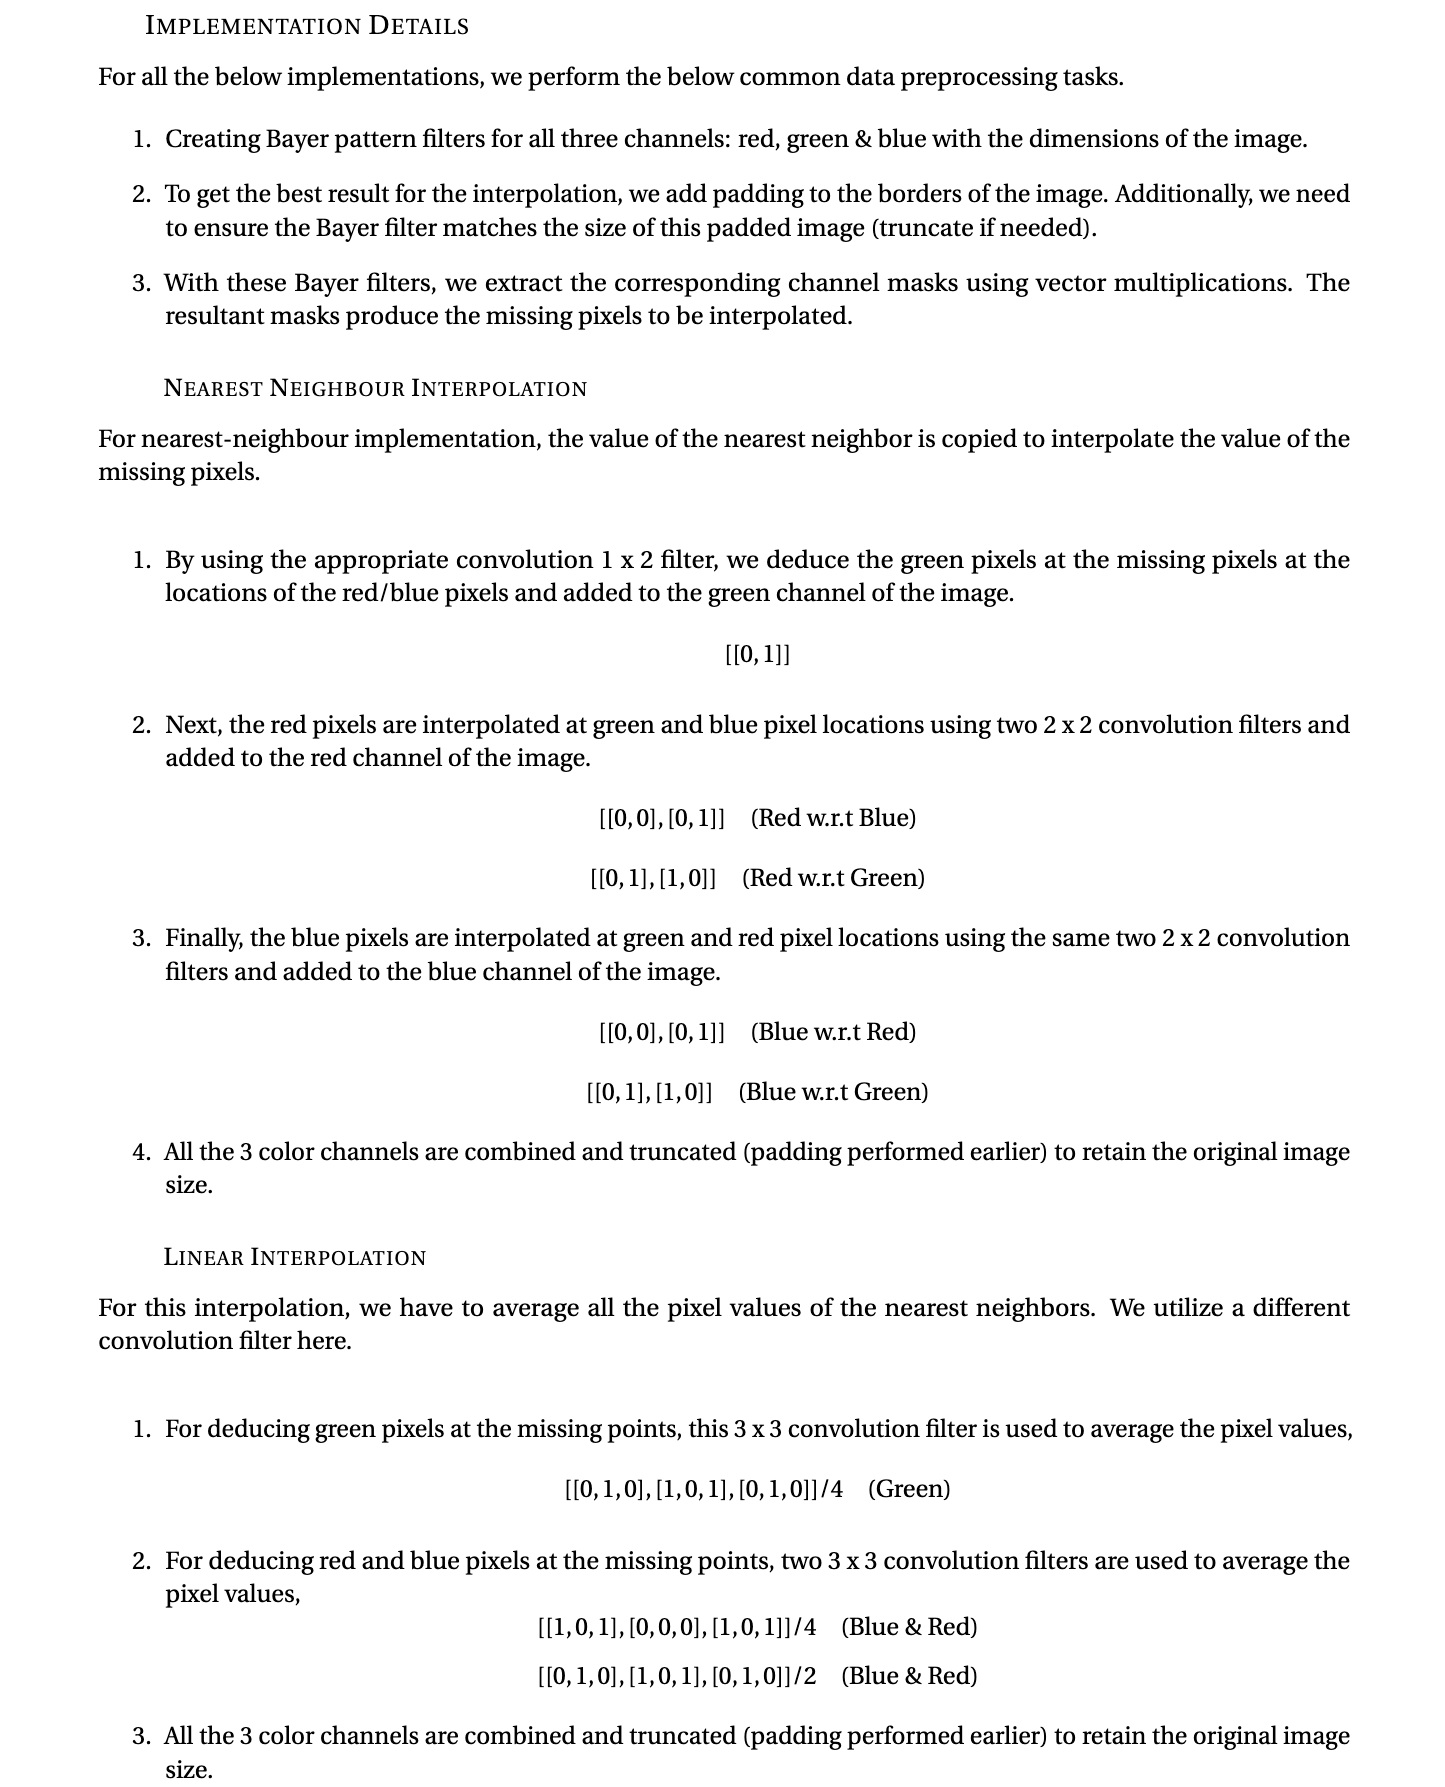 IMPLEMENTATION DETAILS
For all the below implementations, we perform the below common data preprocessing tasks.
1. Creating Bayer pattern filters for all three channels: red, green & blue with the dimensions of the image.
2. To get the best result for the interpolation, we add padding to the borders of the image. Additionally, we need
to ensure the Bayer filter matches the size of this padded image (truncate if needed).
3. With these Bayer filters, we extract the corresponding channel masks using vector multiplications. The
resultant masks produce the missing pixels to be interpolated.
NEAREST NEIGHBOUR INTERPOLATION
For nearest-neighbour implementation, the value of the nearest neighbor is copied to interpolate the value of the
missing pixels.
1. By using the appropriate convolution 1 x 2 filter, we deduce the green pixels at the missing pixels at the
locations of the red/blue pixels and added to the green channel of the image.
[[0,1]]
2. Next, the red pixels are interpolated at green and blue pixel locations using two 2 x 2 convolution filters and
added to the red channel of the image.
[[0,0],[0,1]] (Red w.r.t Blue)
[[0,1],[1,0]] (Red w.r.t Green)
3. Finally, the blue pixels are interpolated at green and red pixel locations using the same two 2 x 2 convolution
filters and added to the blue channel of the image.
[[0,0],[0,1]] (Blue w.r.t Red)
[[0,1],[1,0]] (Blue w.r.t Green)
4. All the 3 color channels are combined and truncated (padding performed earlier) to retain the original image
size.
LINEAR INTERPOLATION
For this interpolation, we have to average all the pixel values of the nearest neighbors. We utilize a different
convolution filter here.
1. For deducing green pixels at the missing points, this 3 x 3 convolution filter is used to average the pixel values,
[[0,1,0],[1,0,1],[0,1,0]]/4 (Green)
2. For deducing red and blue pixels at the missing points, two 3 x 3 convolution filters are used to average the
pixel values,
[[1,0,1],[0,0,0],[1,0,1]]/4 (Blue & Red)
[[0,1,0],[1,0,1],[0,1,0]]/2 (Blue & Red)
3. All the 3 color channels are combined and truncated (padding performed earlier) to retain the original image
size.